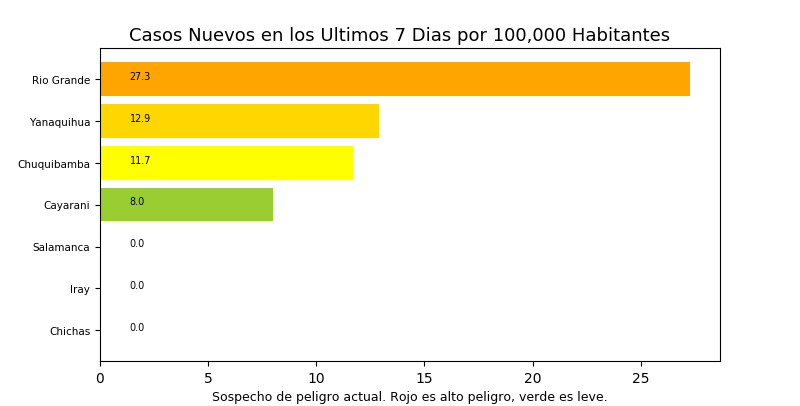 Casos Nuevos en los Ultimos 7 Dias por 100,000 Habitantes
Rio Grande 27.3
Yanaquihua 12.9
Chuquibamba 11.7
Cayarani 8.0
Salamanca 0.0
Iray 0.0
Chichas 0.0
0 5 10 15 20 25
Sospecho de peligro actual. Rojo es alto peligro, verde es leve.